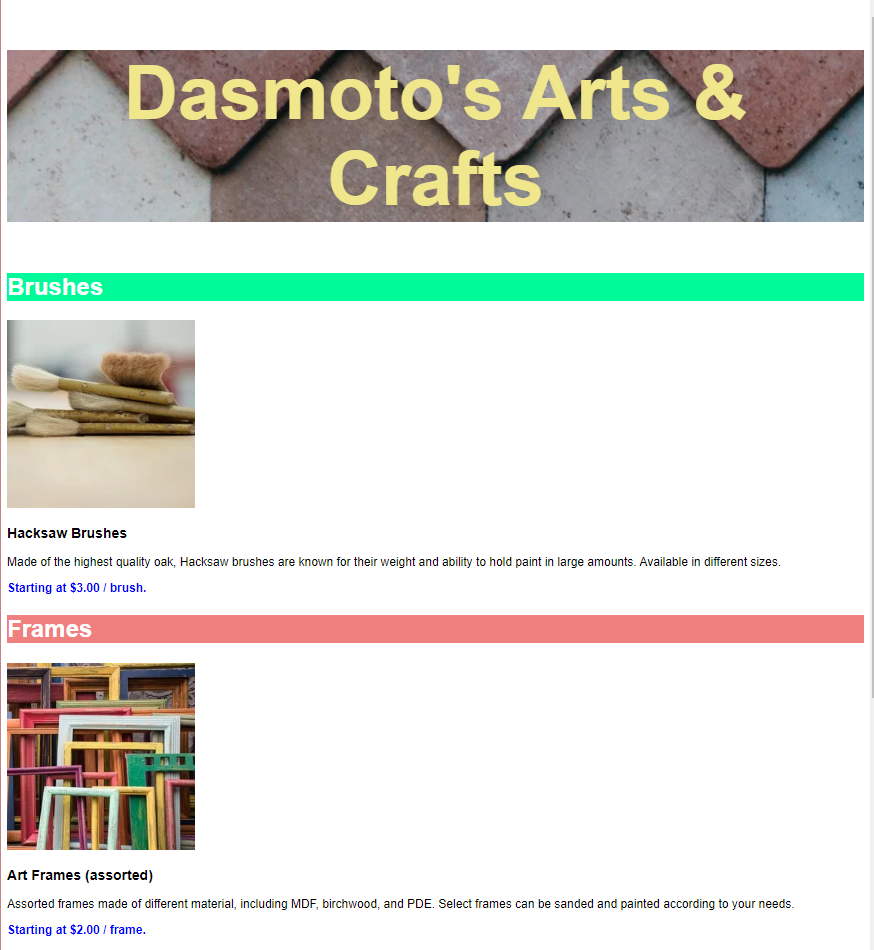 Dasmoto's Arts &
Crafts
Brushes
Hacksaw Brushes
Made of the highest quality oak, Hacksaw brushes are known for their weight and ability to hold paint in large amounts. Available in different sizes.
Starting at $3.00 / brush.
Frames
Art Frames (assorted)
Assorted frames made of different material, including MDF, birchwood, and PDE. Select frames can be sanded and painted according to your needs.
Starting at $2.00 / frame.